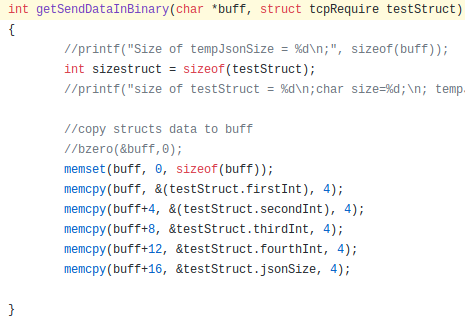 int getSendDataInBinary(char *buff, struct tcpRequire testStruct)
{
//printf("Size of tempJsonSize = %d\n;", sizeof(buff));
int sizestruct = sizeof(testStruct);
//printf("size of testStruct = %d\n;char size=%d;\n;
//copy structs data to buff
//bzero(&buff,0);
memset(buff, 0, sizeof(buff));
memcpy(buff, &(testStruct.firstInt), 4);
memcpy(buff+4, &(testStruct.secondInt), 4);
memcpy(buff+8, &testStruct.thirdInt, 4);
memcpy(buff+12, &testStruct.fourthInt, 4);
memcpy(buff+16, &testStruct.jsonSize, 4);
}